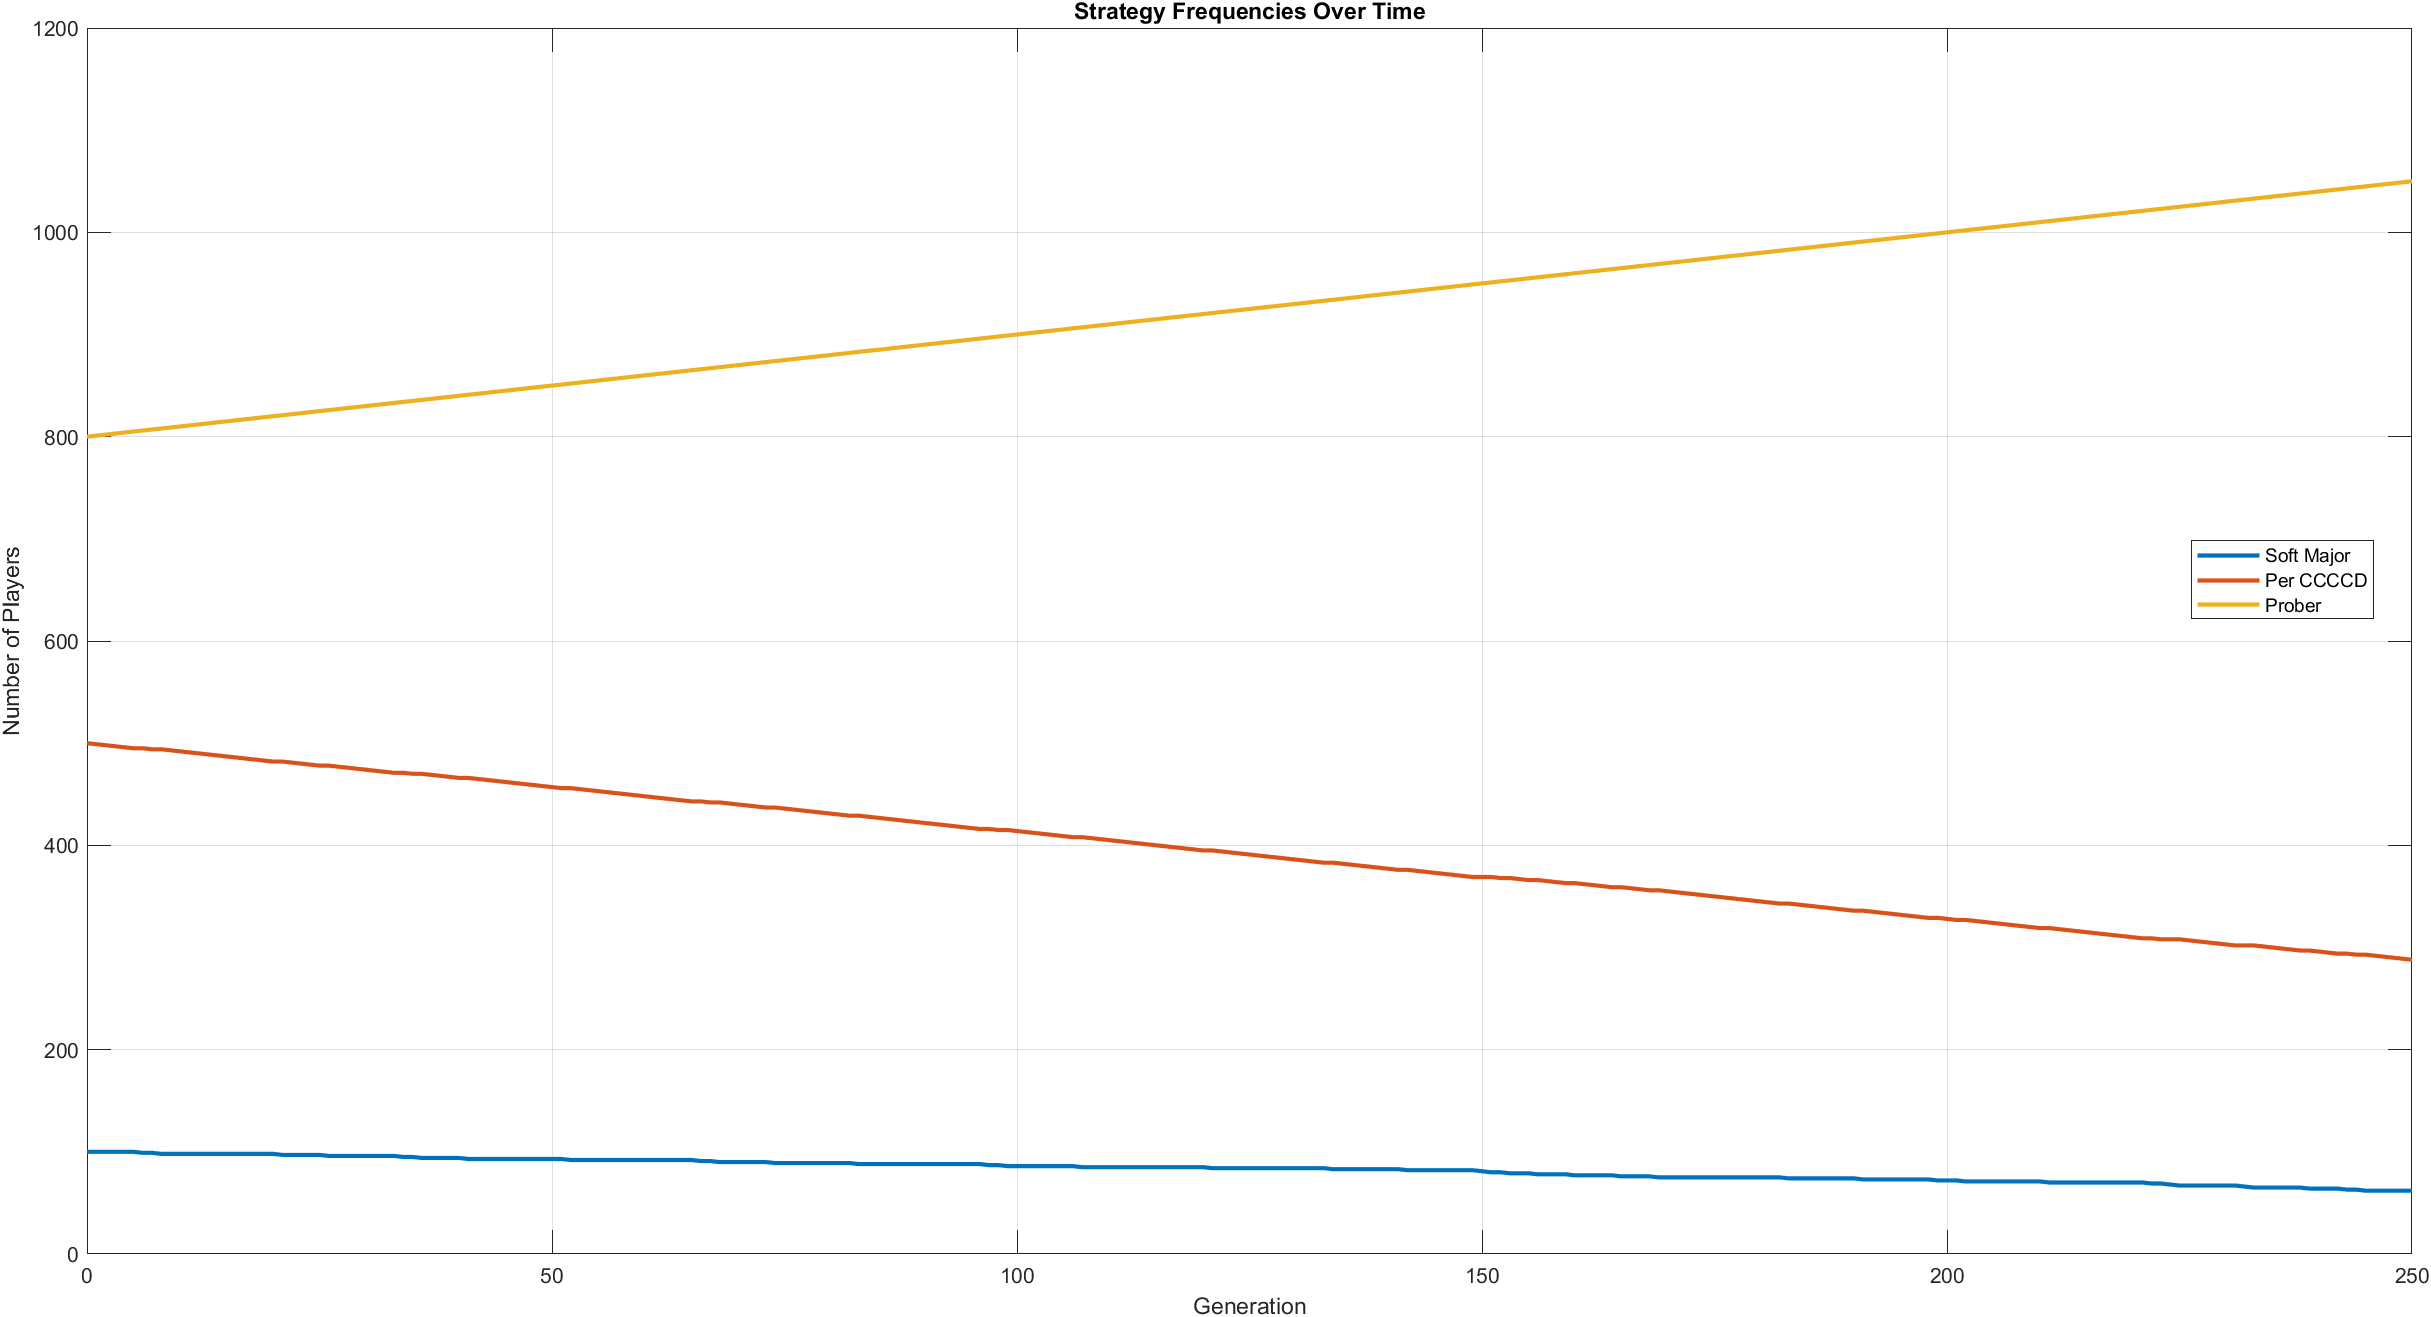 Strategy Frequencies Over Time
1200
1000
800
600
400
200
0
Number of Players
Soft Major
Per CCCCD
Prober
0 50 100 150 200 250
Generation